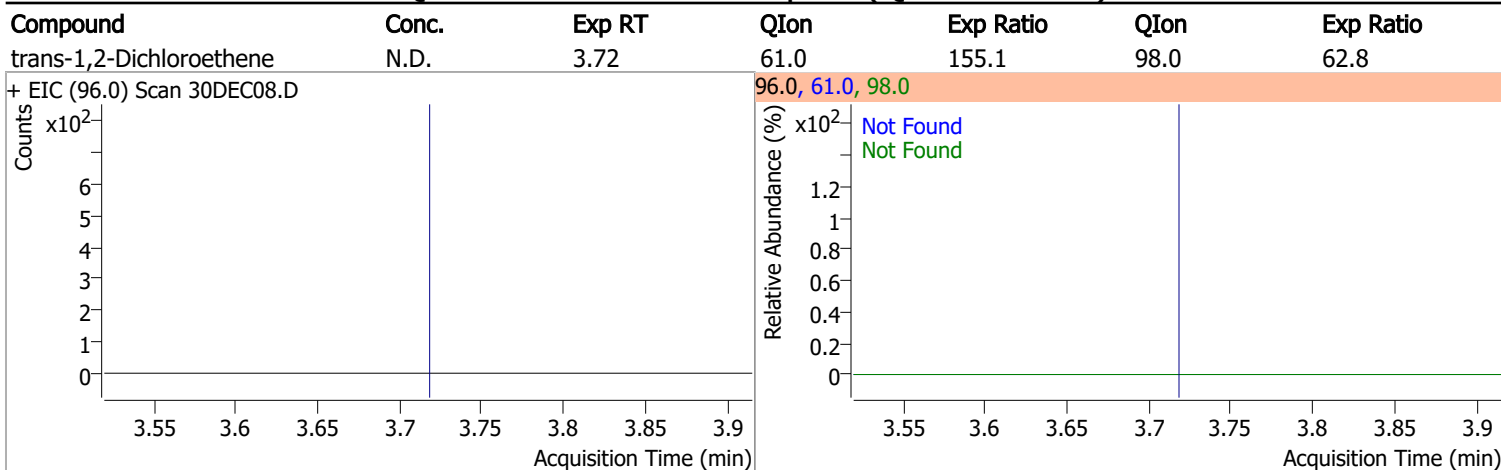 Compound Conc. Exp RT QIon Exp Ratio QIon Exp Ratio
trans-1,2-Dichloroethene N.D. 3.72 61.0 155.1 98.0 62.8
+ EIC (96.0) Scan 30DEC08.D
Counts
x10²
6
5
4
3
2
1
0
3.55 3.6 3.65 3.7 3.75 3.8 3.85 3.9
Acquisition Time (min)
96.0, 61.0, 98.0
Relative Abundance (%)
x10²
Not Found
Not Found
1.2
1
0.8
0.6
0.4
0.2
0
3.55 3.6 3.65 3.7 3.75 3.8 3.85 3.9
Acquisition Time (min)